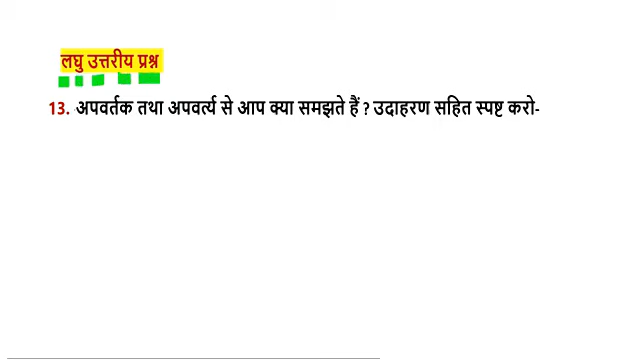 लघु उत्तरीय प्रश्न
13. अपवर्तक तथा अपवर्त्य से आप क्या समझते हैं ? उदाहरण सहित स्पष्ट करो-